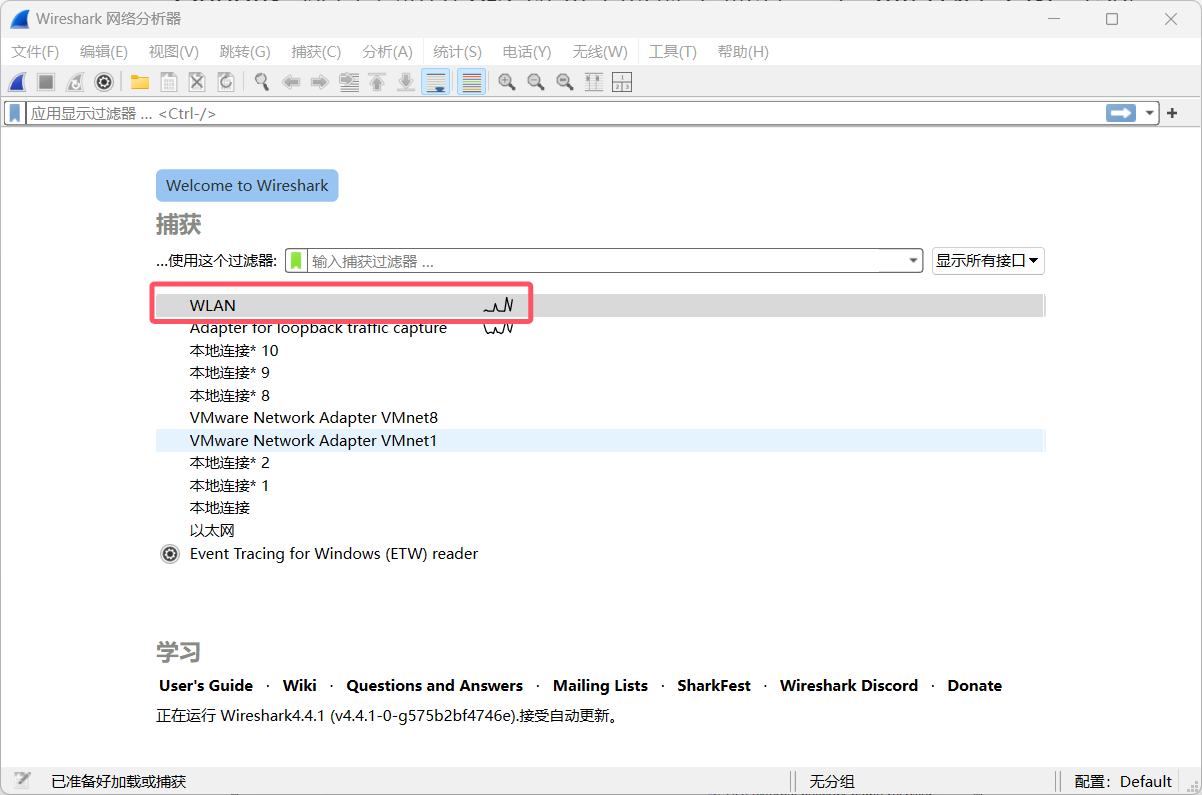 Wireshark 网络分析器
文件(F) 编辑(E) 视图(V) 跳转(G) 捕获(C) 分析(A) 统计(S) 电话(Y) 无线(W) 工具(T) 帮助(H)
应用显示过滤器 … <Ctrl-/>
Welcome to Wireshark
捕获
…使用这个过滤器: 输入捕获过滤器 … 显示所有接口
WLAN
Adapter for loopback traffic capture
本地连接* 10
本地连接* 9
本地连接* 8
VMware Network Adapter VMnet8
VMware Network Adapter VMnet1
本地连接* 2
本地连接* 1
本地连接
以太网
Event Tracing for Windows (ETW) reader
学习
User's Guide · Wiki · Questions and Answers · Mailing Lists · SharkFest · Wireshark Discord · Donate
正在运行 Wireshark4.4.1 (v4.4.1-0-g575b2bf4746e).接受自动更新。
已准备好加载或捕获 无分组 配置：Default